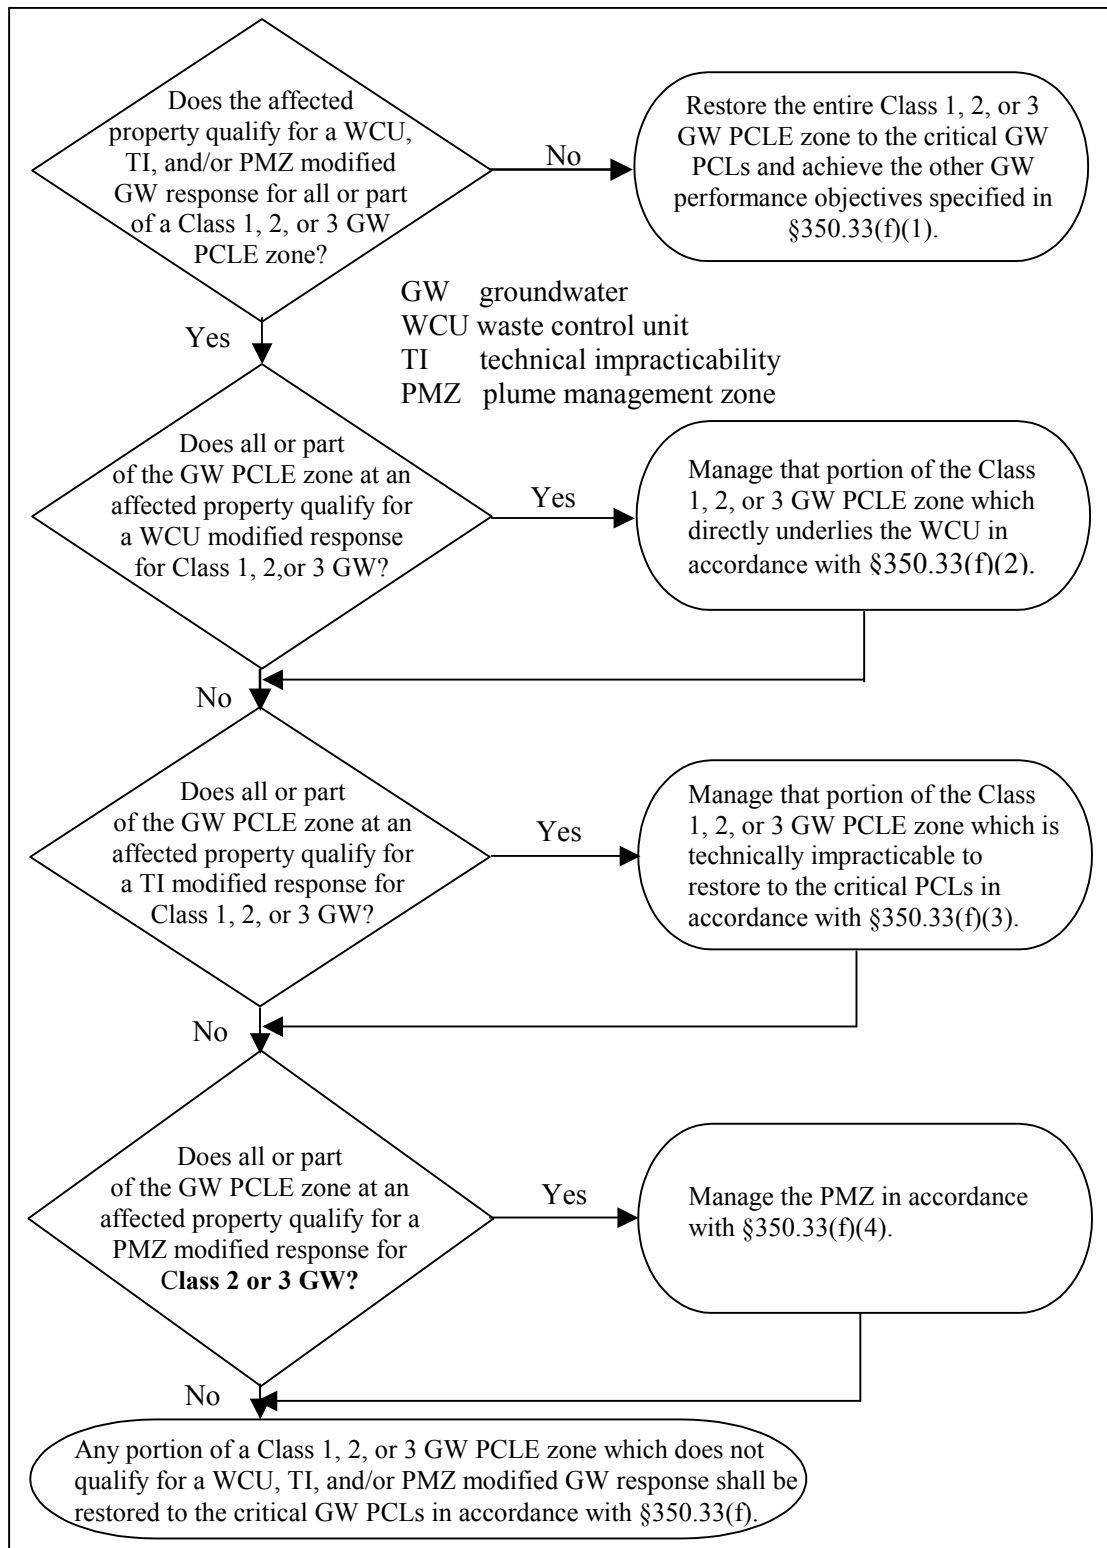 Does the affected
property qualify for a WCU,
TI, and/or PMZ modified
GW response for all or part
of a Class 1, 2, or 3 GW
PCLE zone?
No
Restore the entire Class 1, 2, or 3
GW PCLE zone to the critical GW
PCLs and achieve the other GW
performance objectives specified in
§350.33(f)(1).
GW groundwater
WCU waste control unit
TI technical impracticability
PMZ plume management zone
Yes
Does all or part
of the GW PCLE zone at an
affected property qualify for
a WCU modified response
for Class 1, 2,or 3 GW?
Yes
Manage that portion of the Class
1, 2, or 3 GW PCLE zone which
directly underlies the WCU in
accordance with §350.33(f)(2).
No
Does all or part
of the GW PCLE zone at an
affected property qualify for
a TI modified response for
Class 1, 2, or 3 GW?
Yes
Manage that portion of the Class
1, 2, or 3 GW PCLE zone which is
technically impracticable to
restore to the critical PCLs in
accordance with §350.33(f)(3).
No
Does all or part
of the GW PCLE zone at an
affected property qualify for a
PMZ modified response for
Class 2 or 3 GW?
Yes
Manage the PMZ in accordance
with §350.33(f)(4).
No
Any portion of a Class 1, 2, or 3 GW PCLE zone which does not
qualify for a WCU, TI, and/or PMZ modified GW response shall be
restored to the critical GW PCLs in accordance with §350.33(f).